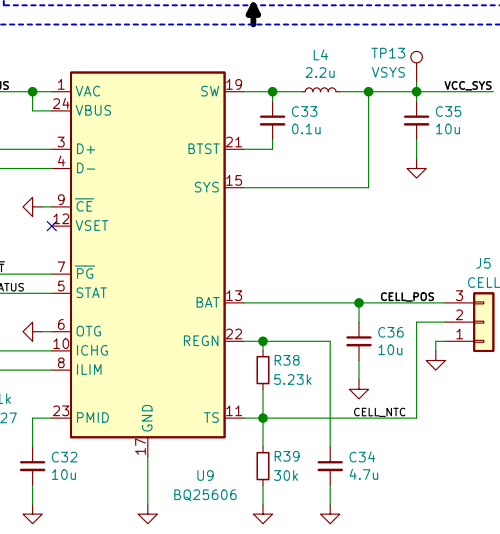 L4
2.2u
TP13
VSYS
VCC_SYS
1
VAC
24
VBUS
3
D+
4
D-
9
CE
12
VSET
7
PG
5
STAT
ATUS
6
OTG
10
ICHG
8
ILIM
23
PMID
GND
17
SW
19
BTST
21
SYS
15
BAT
13
REGN
22
TS
11
C33
0.1u
C35
10u
J5
CELL
CELL_POS
3
2
1
C36
10u
R38
5.23k
CELL_NTC
1k
27
C32
10u
U9
BQ25606
R39
30k
C34
4.7u